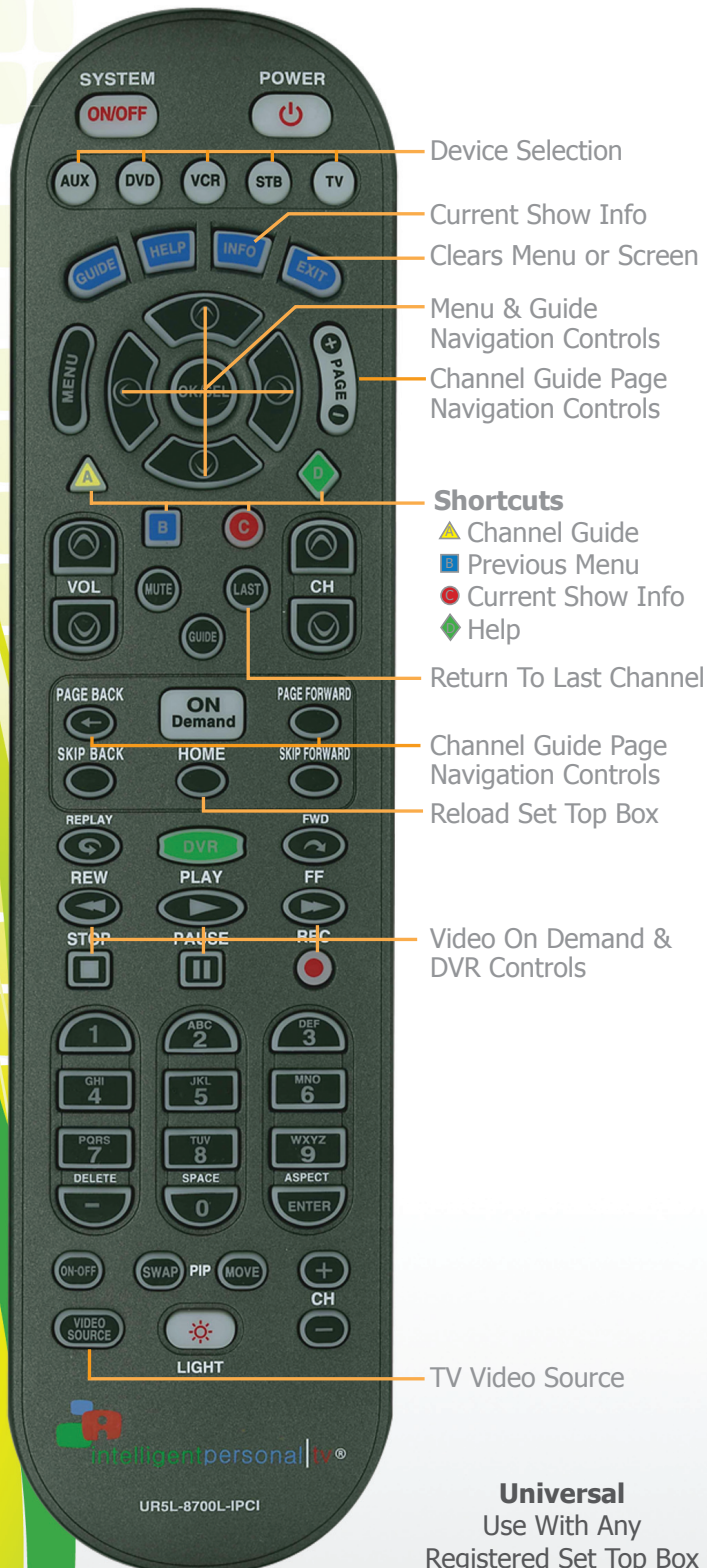 SYSTEM POWER
ON/OFF
AUX DVD VCR STB TV
Device Selection
GUIDE HELP INFO EXIT
Current Show Info
Clears Menu or Screen
Menu & Guide
Navigation Controls
MENU OK/SEL + PAGE -
Channel Guide Page
Navigation Controls
A B C D
Shortcuts
A Channel Guide
B Previous Menu
C Current Show Info
D Help
VOL MUTE LAST CH
GUIDE
Return To Last Channel
PAGE BACK ON Demand PAGE FORWARD
Channel Guide Page
Navigation Controls
SKIP BACK HOME SKIP FORWARD
Reload Set Top Box
REPLAY DVR FWD
REW PLAY FF
STOP PAUSE REC
Video On Demand &
DVR Controls
1 ABC 2 DEF 3
GHI 4 JKL 5 MNO 6
PQRS 7 TUV 8 WXYZ 9
DELETE SPACE ASPECT
- 0 ENTER
ON-OFF SWAP PIP MOVE +
CH
VIDEO SOURCE -
LIGHT
TV Video Source
intelligentpersonal|tv®
UR5L-8700L-IPCI
Universal
Use With Any
Registered Set Top Box